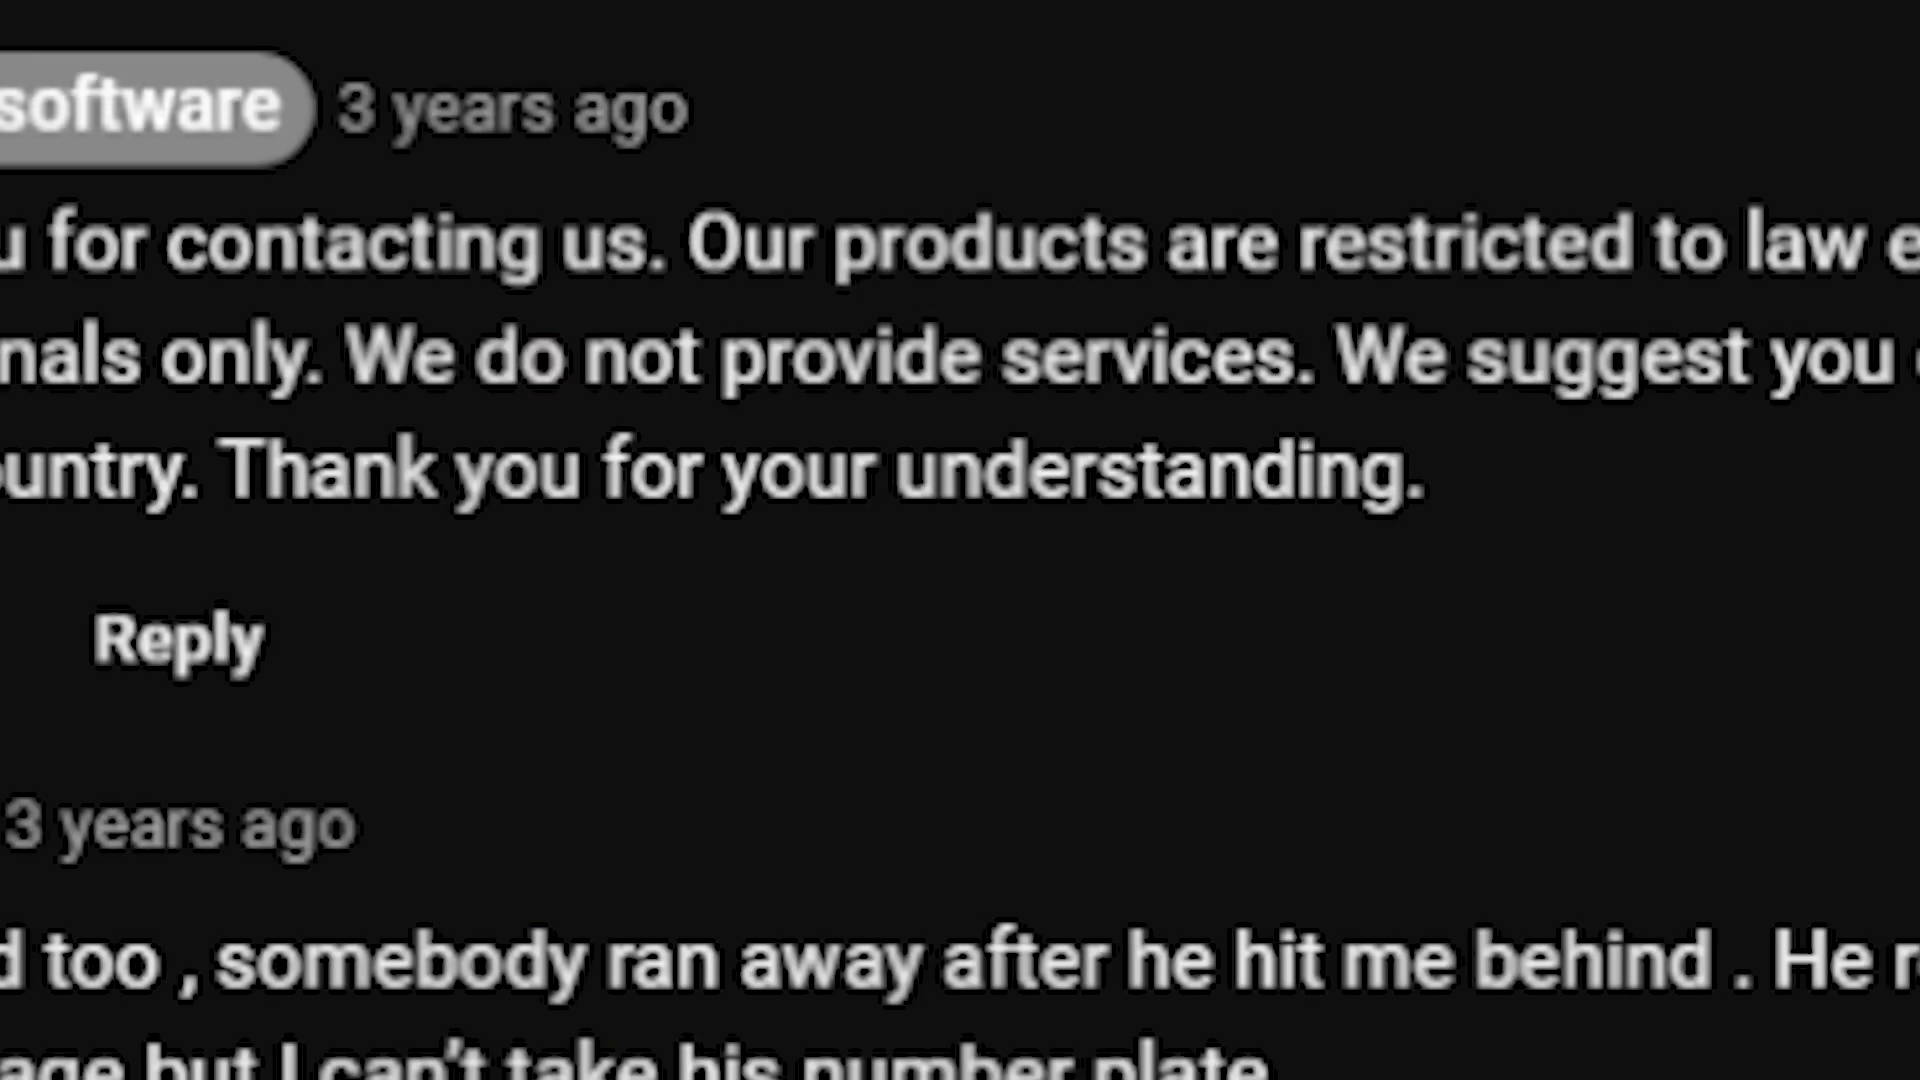 software 3 years ago
u for contacting us. Our products are restricted to law e
nals only. We do not provide services. We suggest you
ountry. Thank you for your understanding.
Reply
3 years ago
d too , somebody ran away after he hit me behind . He r
age but I can't take his number plate